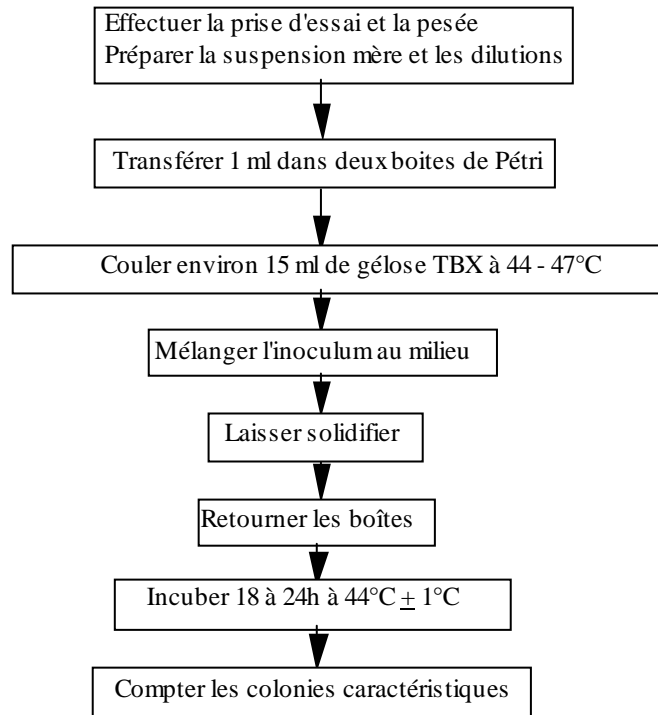 Effectuer la prise d'essai et la pesée
Préparer la suspension mère et les dilutions
Transférer 1 ml dans deux boites de Pétri
Couler environ 15 ml de gélose TBX à 44 - 47°C
Mélanger l'inoculum au milieu
Laisser solidifier
Retourner les boîtes
Incuber 18 à 24h à 44°C ± 1°C
Compter les colonies caractéristiques